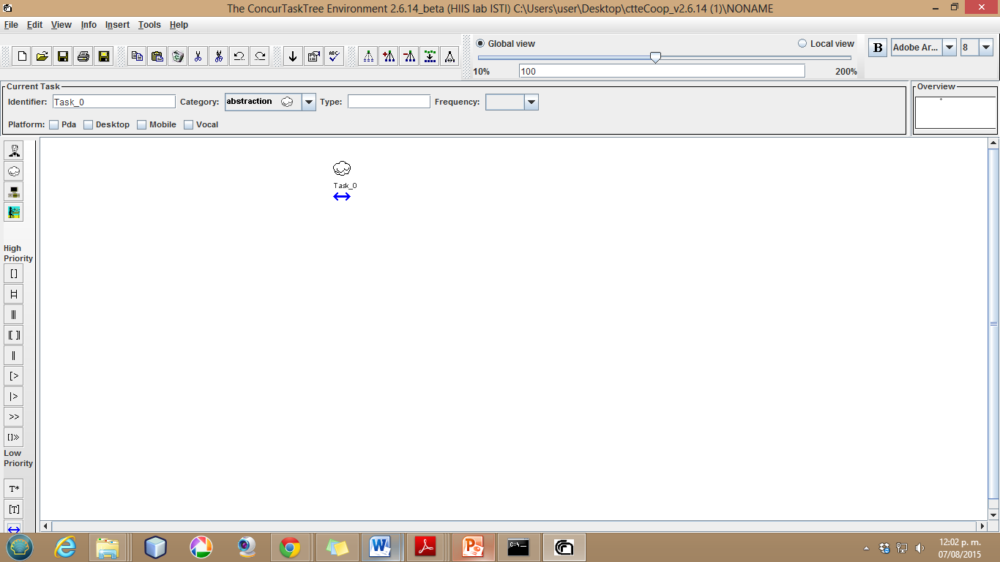 The ConcurTaskTree Environment 2.6.14_beta (HIIS lab ISTI) C:\Users\user\Desktop\ctteCoop_v2.6.14 (1)\NONAME
File Edit View Info Insert Tools Help
Global view Local view
B Adobe Ar... 8
10% 100 200%
Current Task
Overview
Identifier: Task_0 Category: abstraction Type: Frequency:
Platform: Pda Desktop Mobile Vocal
Task_0
High
Priority
[]
|=|
|||
|[ ]|
||
[>
|>
>>
[]>>
Low
Priority
T*
[T]
12:02 p. m.
07/08/2015